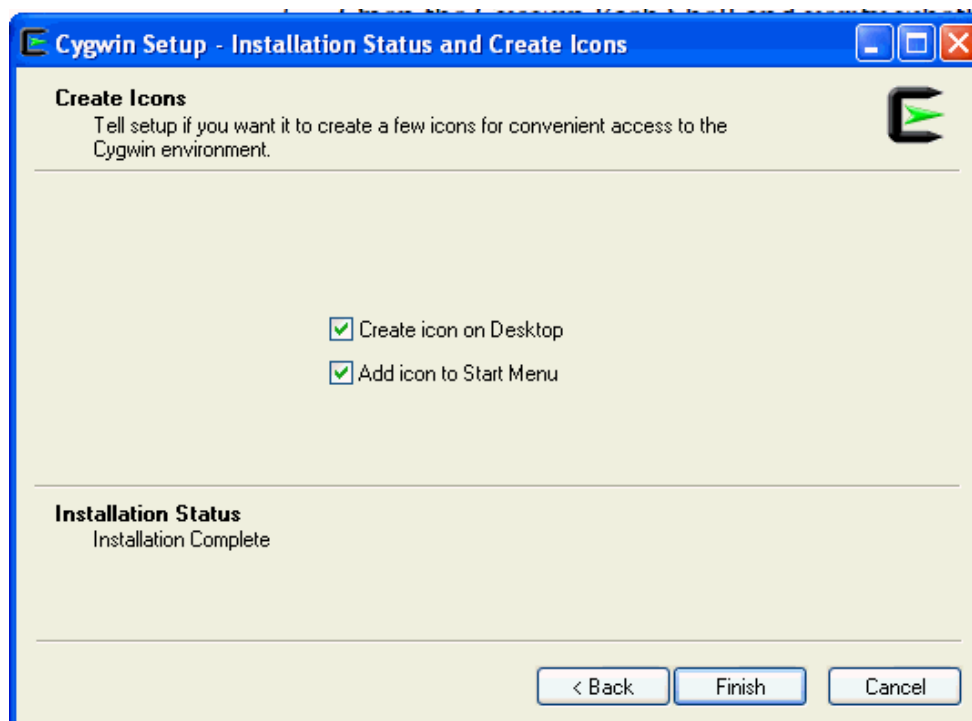 Cygwin Setup - Installation Status and Create Icons
Create Icons
Tell setup if you want it to create a few icons for convenient access to the
Cygwin environment.
Create icon on Desktop
Add icon to Start Menu
Installation Status
Installation Complete
< Back Finish Cancel